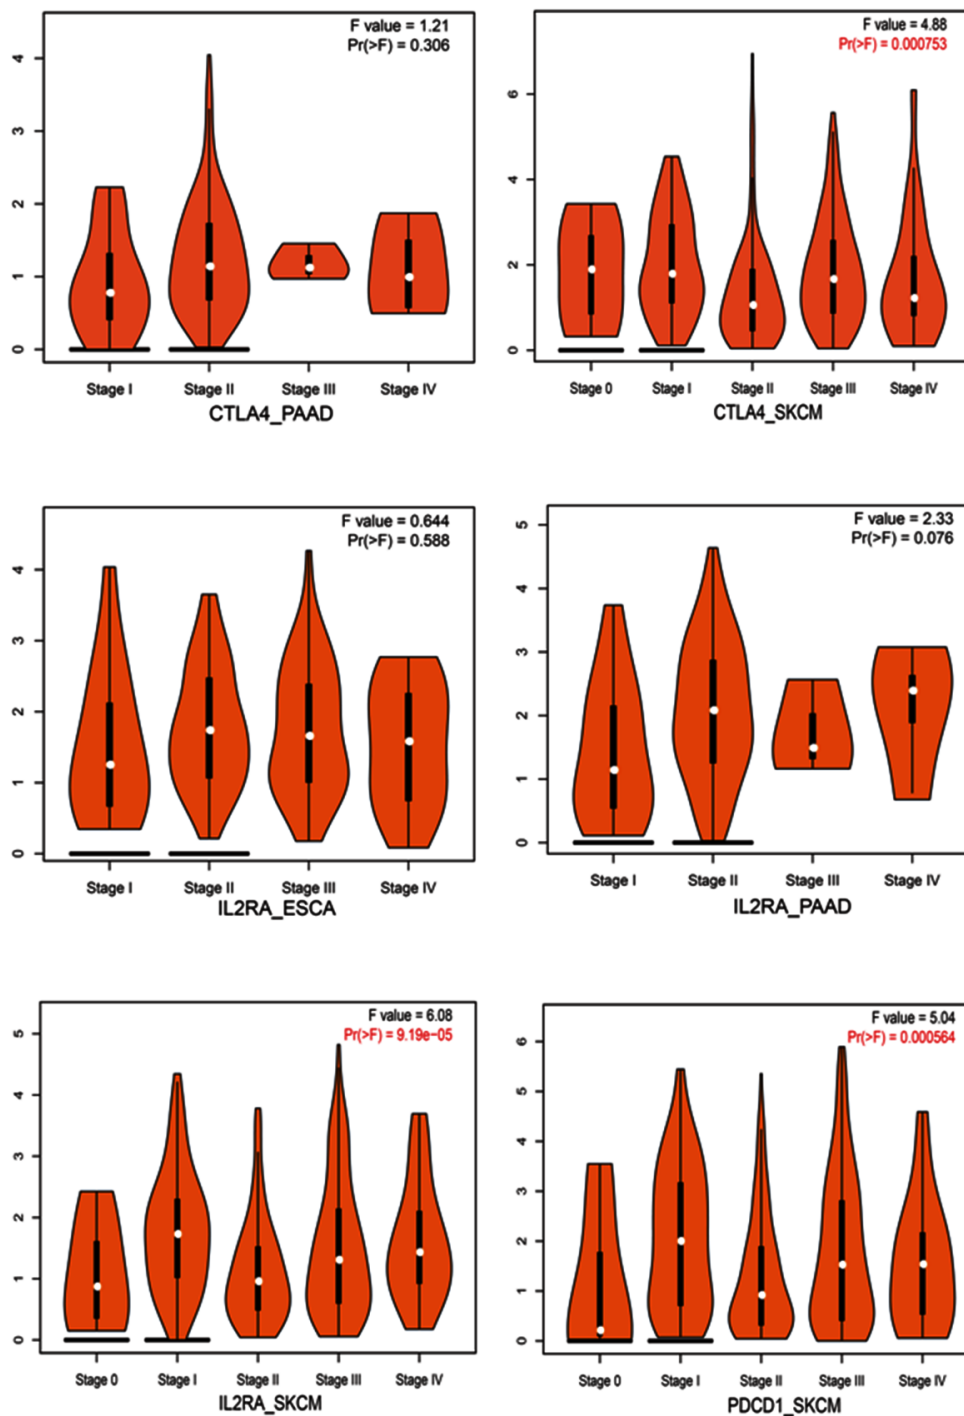 F value = 1.21
Pr(>F) = 0.306
4
3
2
1
0
Stage I Stage II Stage III Stage IV
CTLA4_PAAD
F value = 4.88
Pr(>F) = 0.000753
6
4
2
0
Stage 0 Stage I Stage II Stage III Stage IV
CTLA4_SKCM
F value = 0.644
Pr(>F) = 0.588
4
3
2
1
0
Stage I Stage II Stage III Stage IV
IL2RA_ESCA
F value = 2.33
Pr(>F) = 0.076
5
4
3
2
1
0
Stage I Stage II Stage III Stage IV
IL2RA_PAAD
F value = 6.08
Pr(>F) = 9.19e−05
5
4
3
2
1
0
Stage 0 Stage I Stage II Stage III Stage IV
IL2RA_SKCM
F value = 5.04
Pr(>F) = 0.000564
6
5
4
3
2
1
0
Stage 0 Stage I Stage II Stage III Stage IV
PDCD1_SKCM